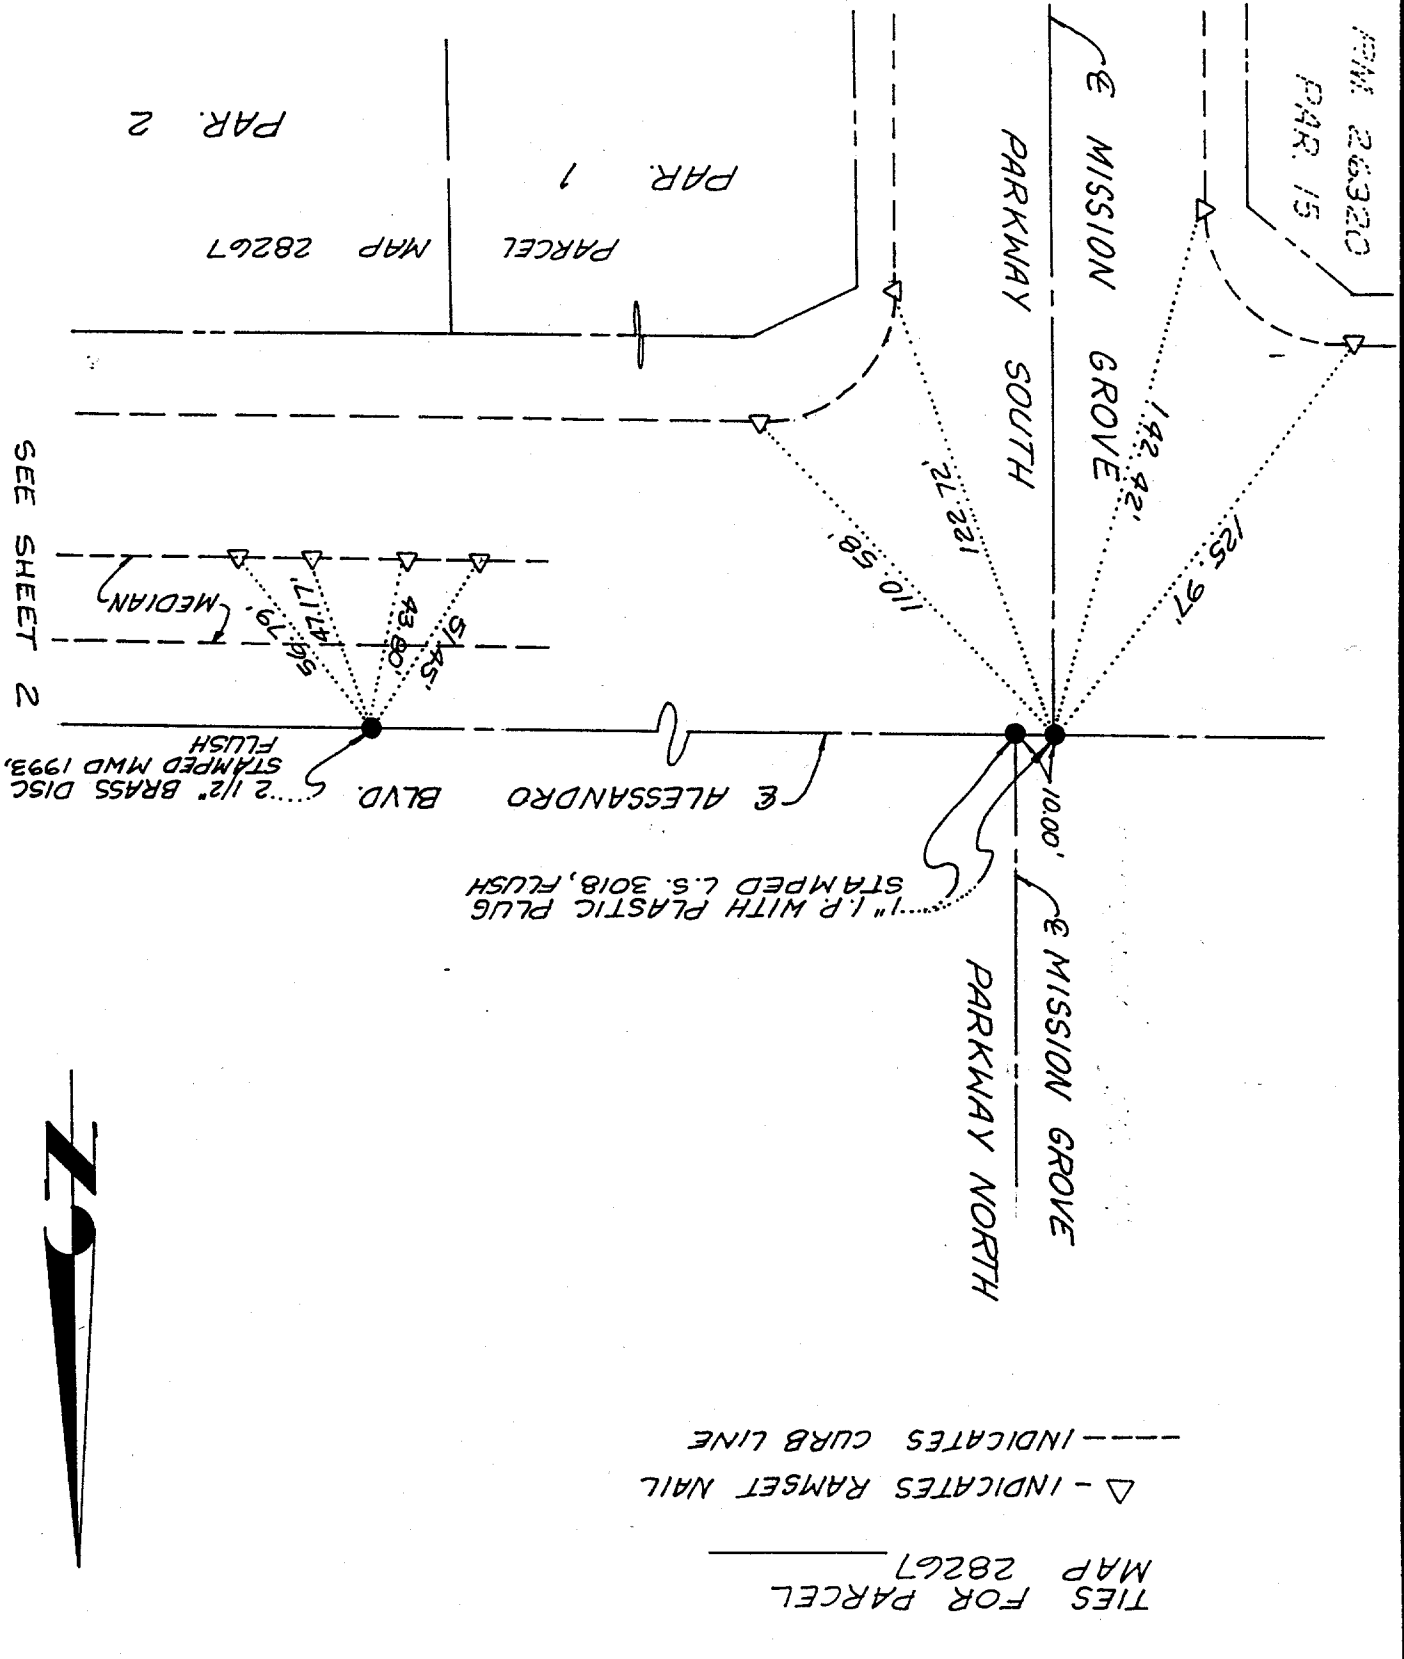 TIES FOR PARCEL
MAP 28267
△ - INDICATES RAMSET NAIL
---- INDICATES CURB LINE
N
℄ MISSION GROVE
PARKWAY NORTH
1" I.P. WITH PLASTIC PLUG
STAMPED L.S. 3018, FLUSH
10.00'
℄ ALESSANDRO BLVD.
2 1/2" BRASS DISC
STAMPED MWD 1993,
FLUSH
SEE SHEET 2
MEDIAN
125.97'
142.42'
122.72'
110.58'
51.45'
43.80'
47.17'
56.79'
℄ MISSION GROVE
PARKWAY SOUTH
PARCEL MAP 28267
PAR. 1
PAR. 2
P.M. 26320
PAR. 15